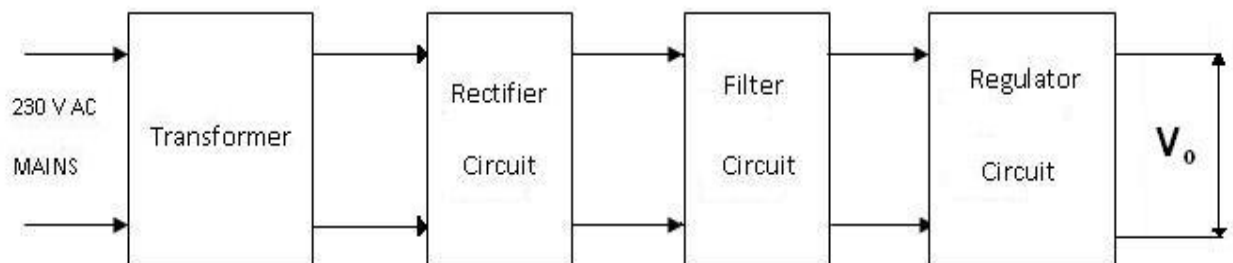 230 V AC
MAINS
Transformer
Rectifier
Circuit
Filter
Circuit
Regulator
Circuit
V₀